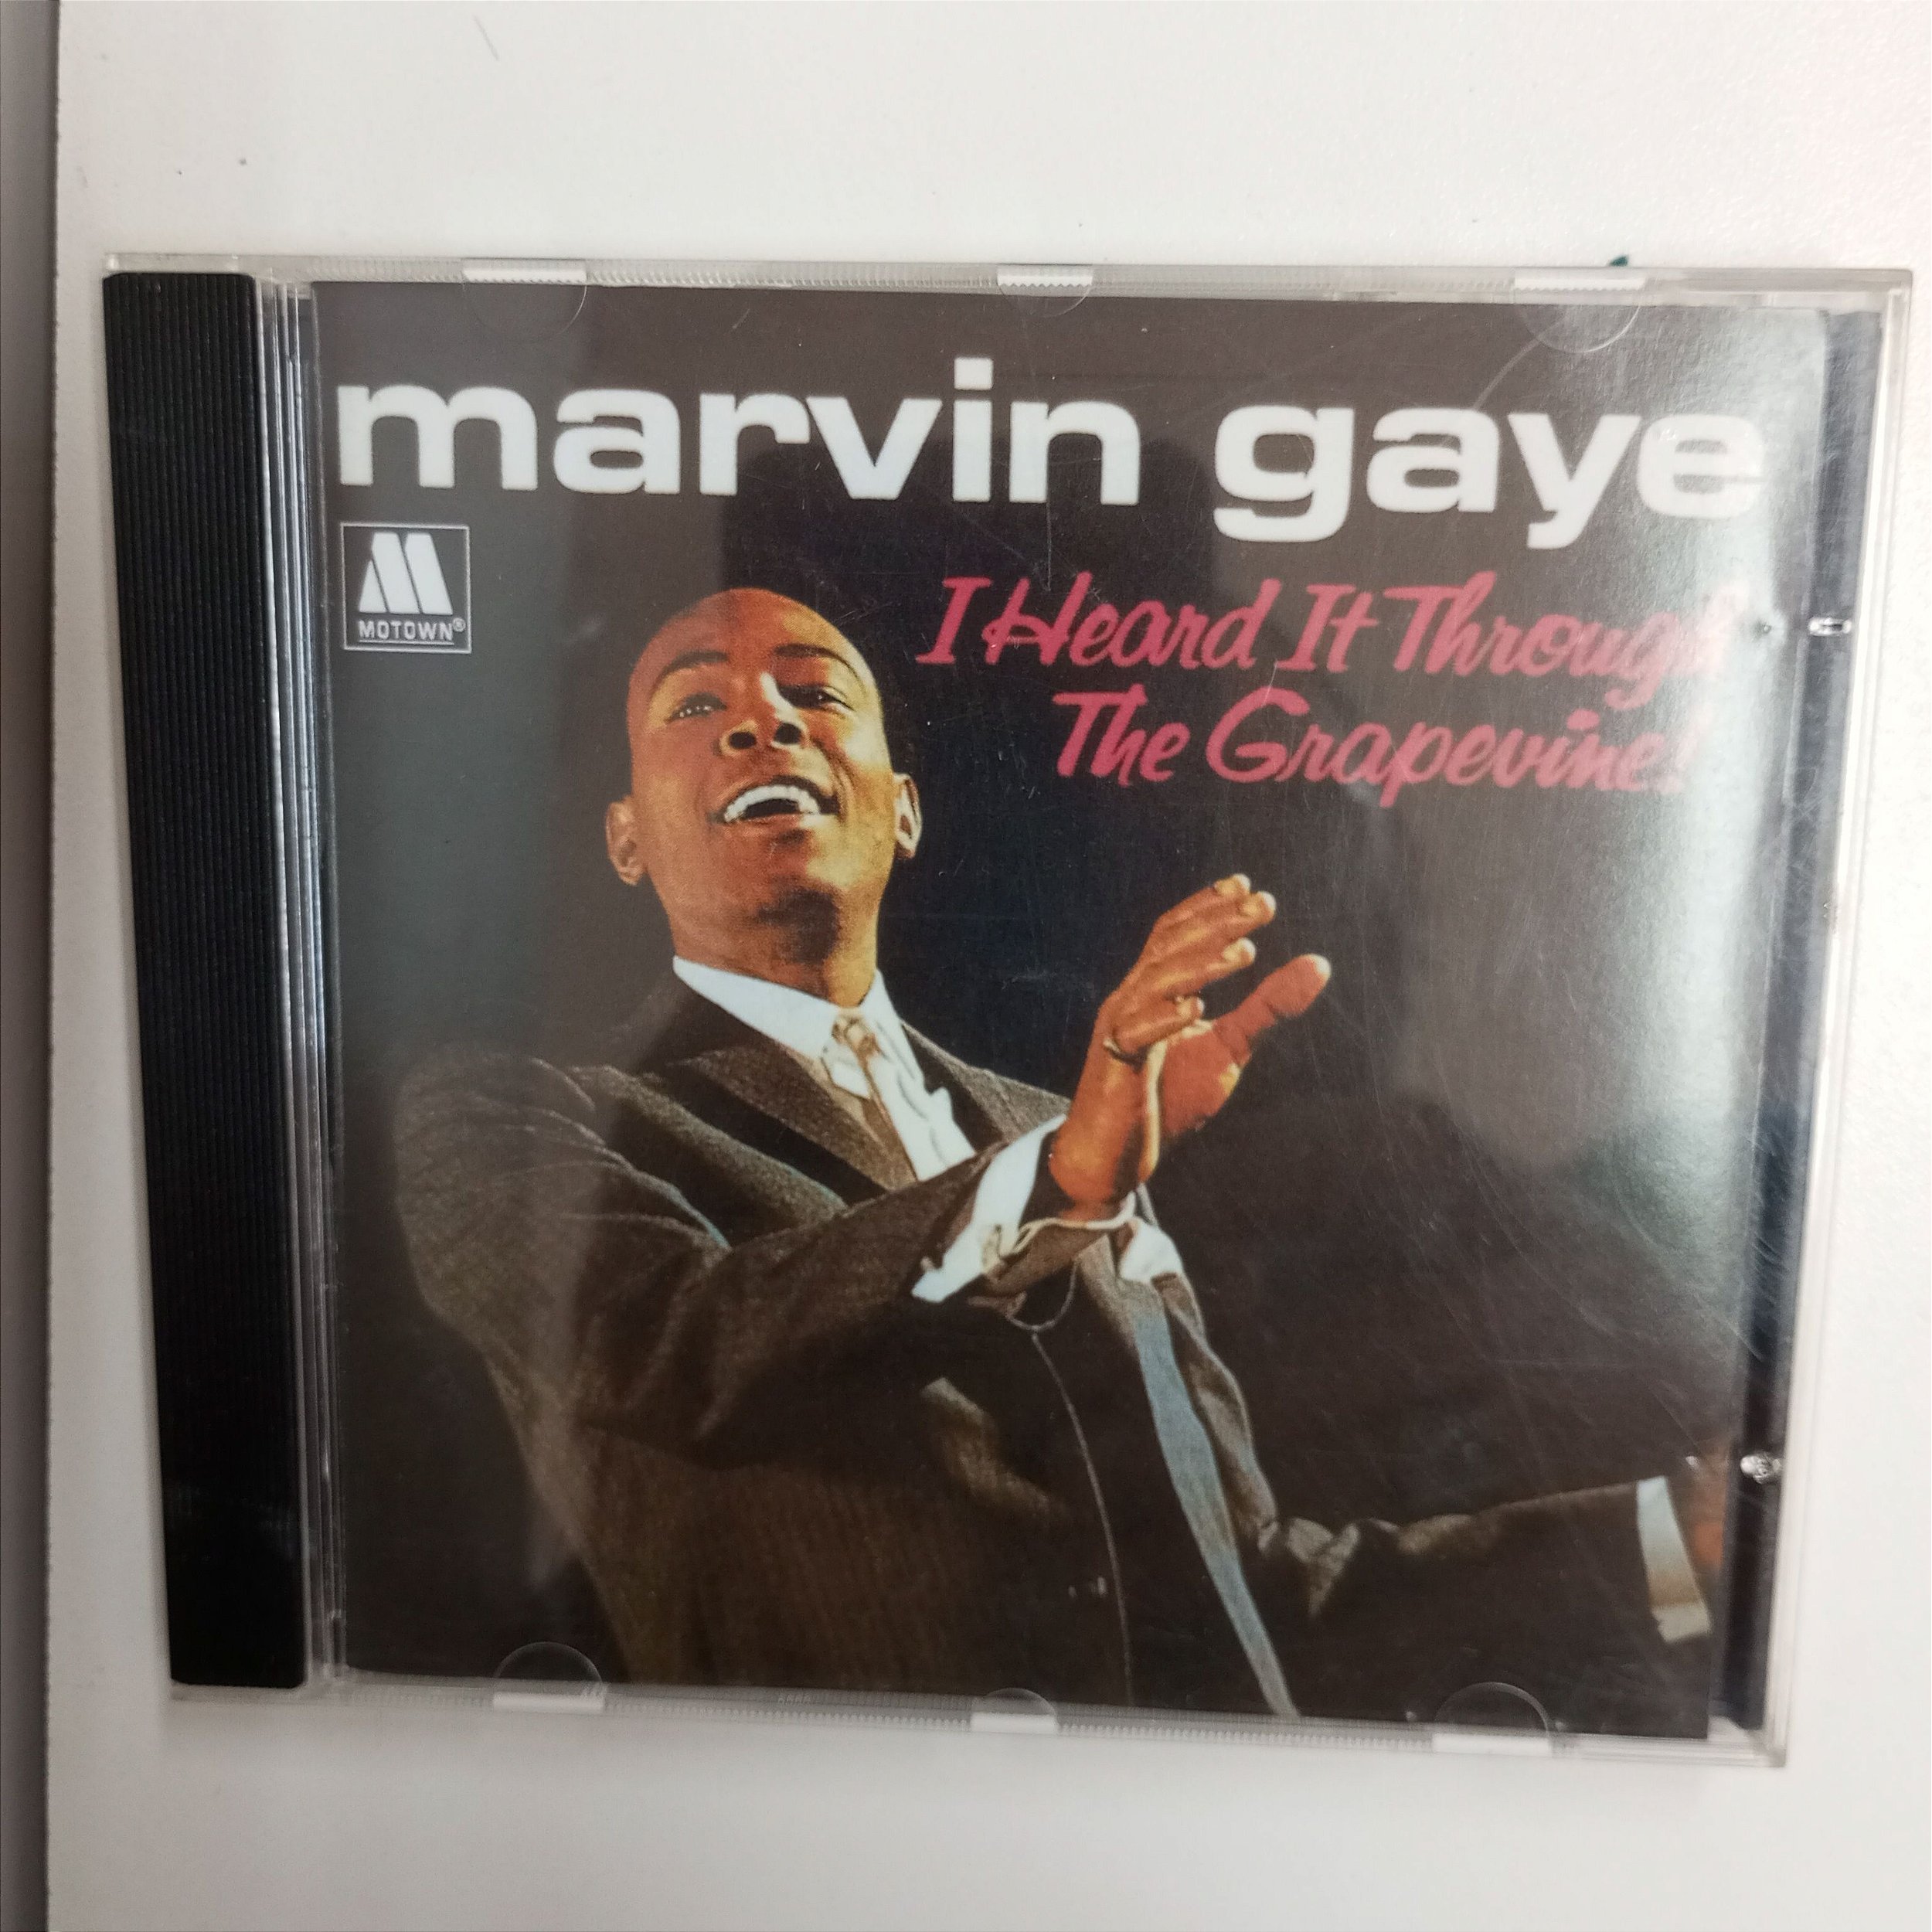 marvin gaye
MOTOWN®
I Heard It Through
The Grapevine!